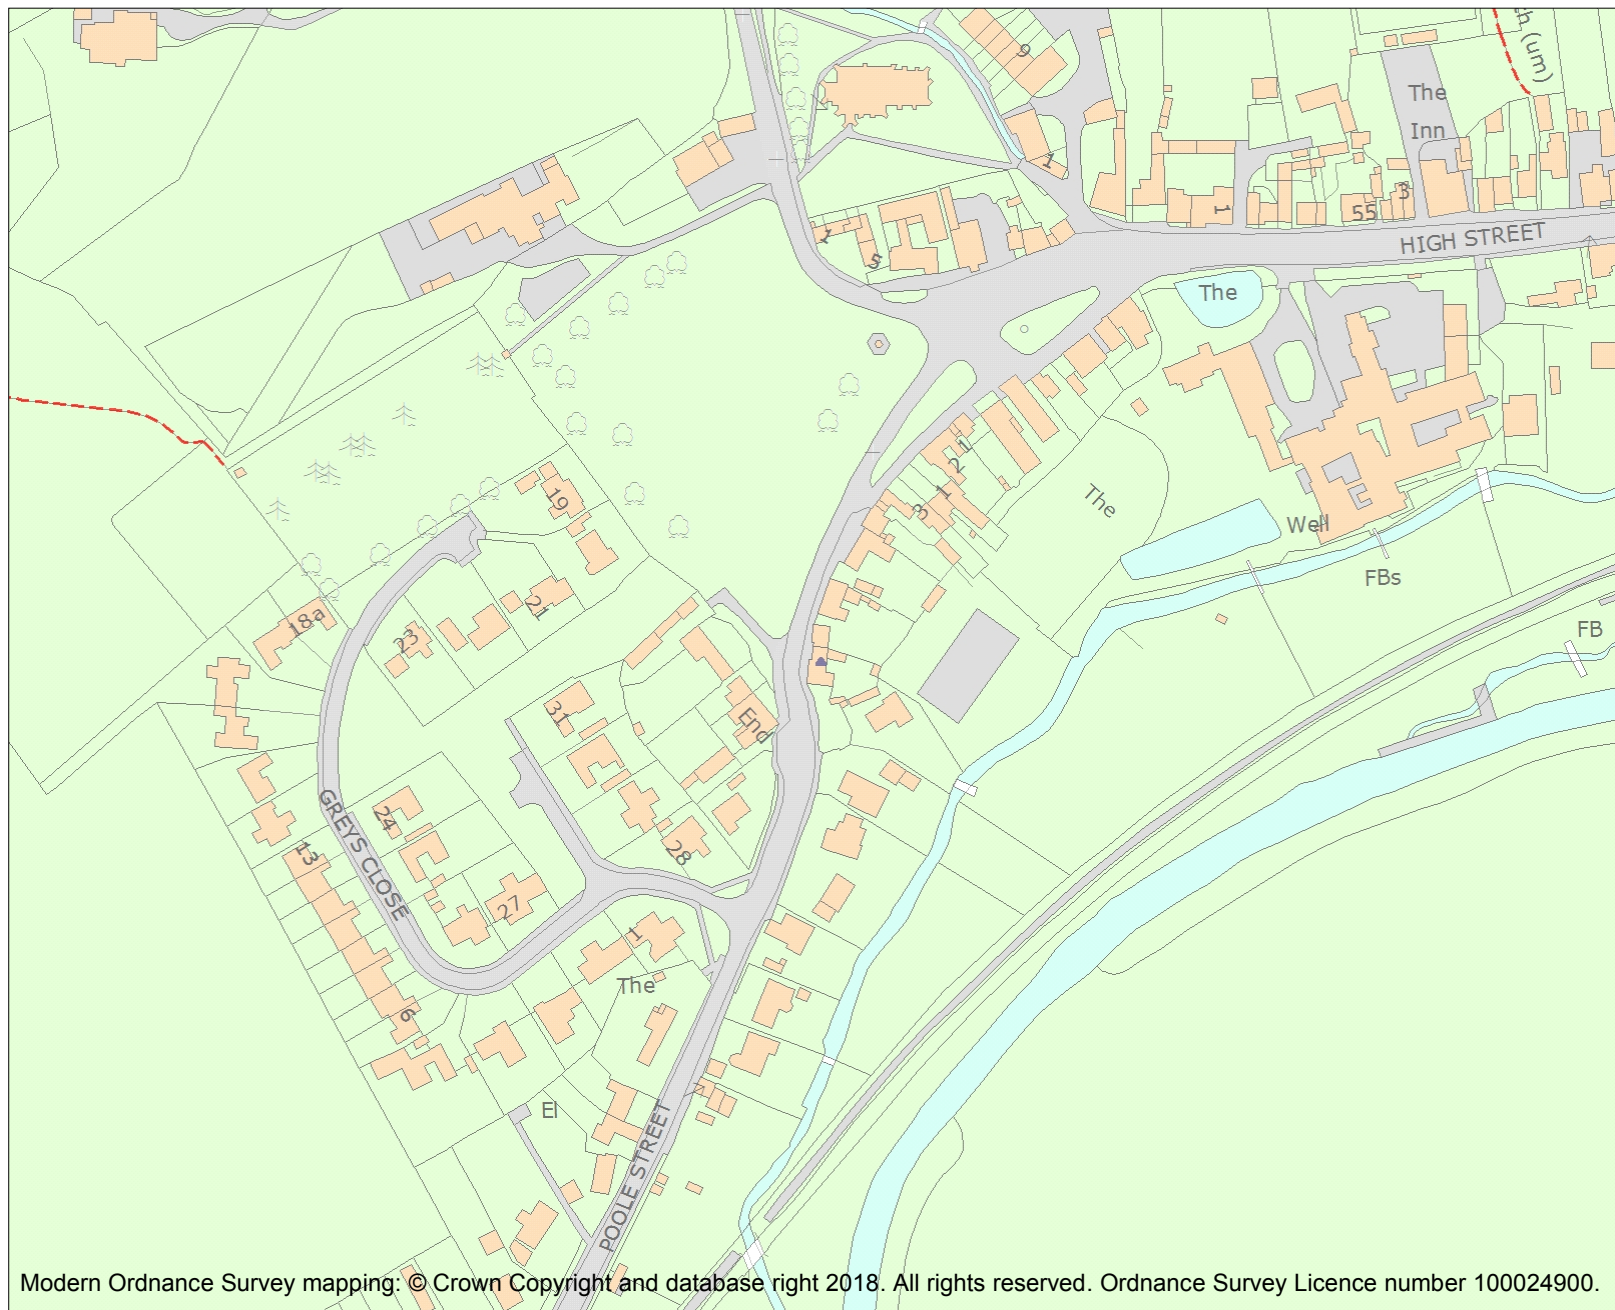 th (um)
9
The
Inn
1
1
55
3
HIGH STREET
1
5
The
1
2
1
3
The
Well
FBs
FB
19
21
23
18a
31
End
24
GREYS CLOSE
13
28
27
1
The
6
El
POOLE STREET
Modern Ordnance Survey mapping: © Crown Copyright and database right 2018. All rights reserved. Ordnance Survey Licence number 100024900.